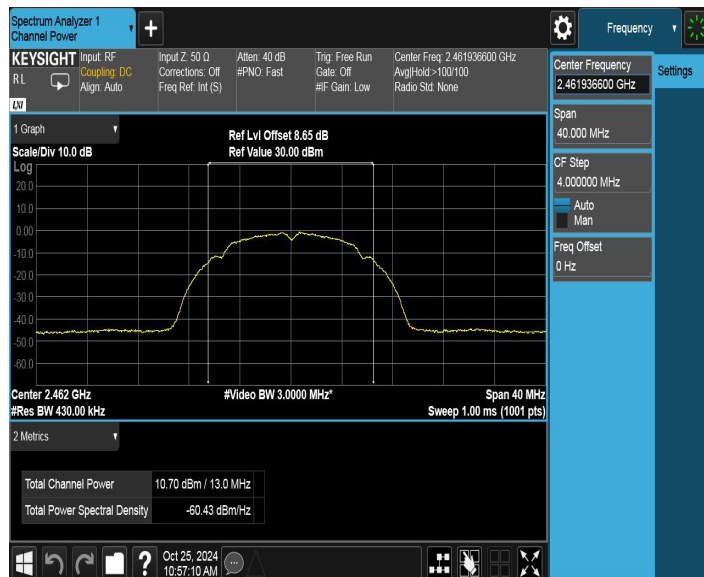 Spectrum Analyzer 1
Channel Power
Frequency
KEYSIGHT
R L
LXI
Input: RF
Coupling: DC
Align: Auto
Input Z: 50 Ω
Corrections: Off
Freq Ref: Int (S)
Atten: 40 dB
#PNO: Fast
Trig: Free Run
Gate: Off
#IF Gain: Low
Center Freq: 2.461936600 GHz
Avg|Hold:>100/100
Radio Std: None
Center Frequency
2.461936600 GHz
Settings
Span
40.000 MHz
CF Step
4.000000 MHz
Auto
Man
Freq Offset
0 Hz
1 Graph
Scale/Div 10.0 dB
Ref Lvl Offset 8.65 dB
Ref Value 30.00 dBm
Log
20.0
10.0
0.00
-10.0
-20.0
-30.0
-40.0
-50.0
-60.0
Center 2.462 GHz
#Video BW 3.0000 MHz*
Span 40 MHz
#Res BW 430.00 kHz
Sweep 1.00 ms (1001 pts)
2 Metrics
Total Channel Power 10.70 dBm / 13.0 MHz
Total Power Spectral Density -60.43 dBm/Hz
?
Oct 25, 2024
10:57:10 AM